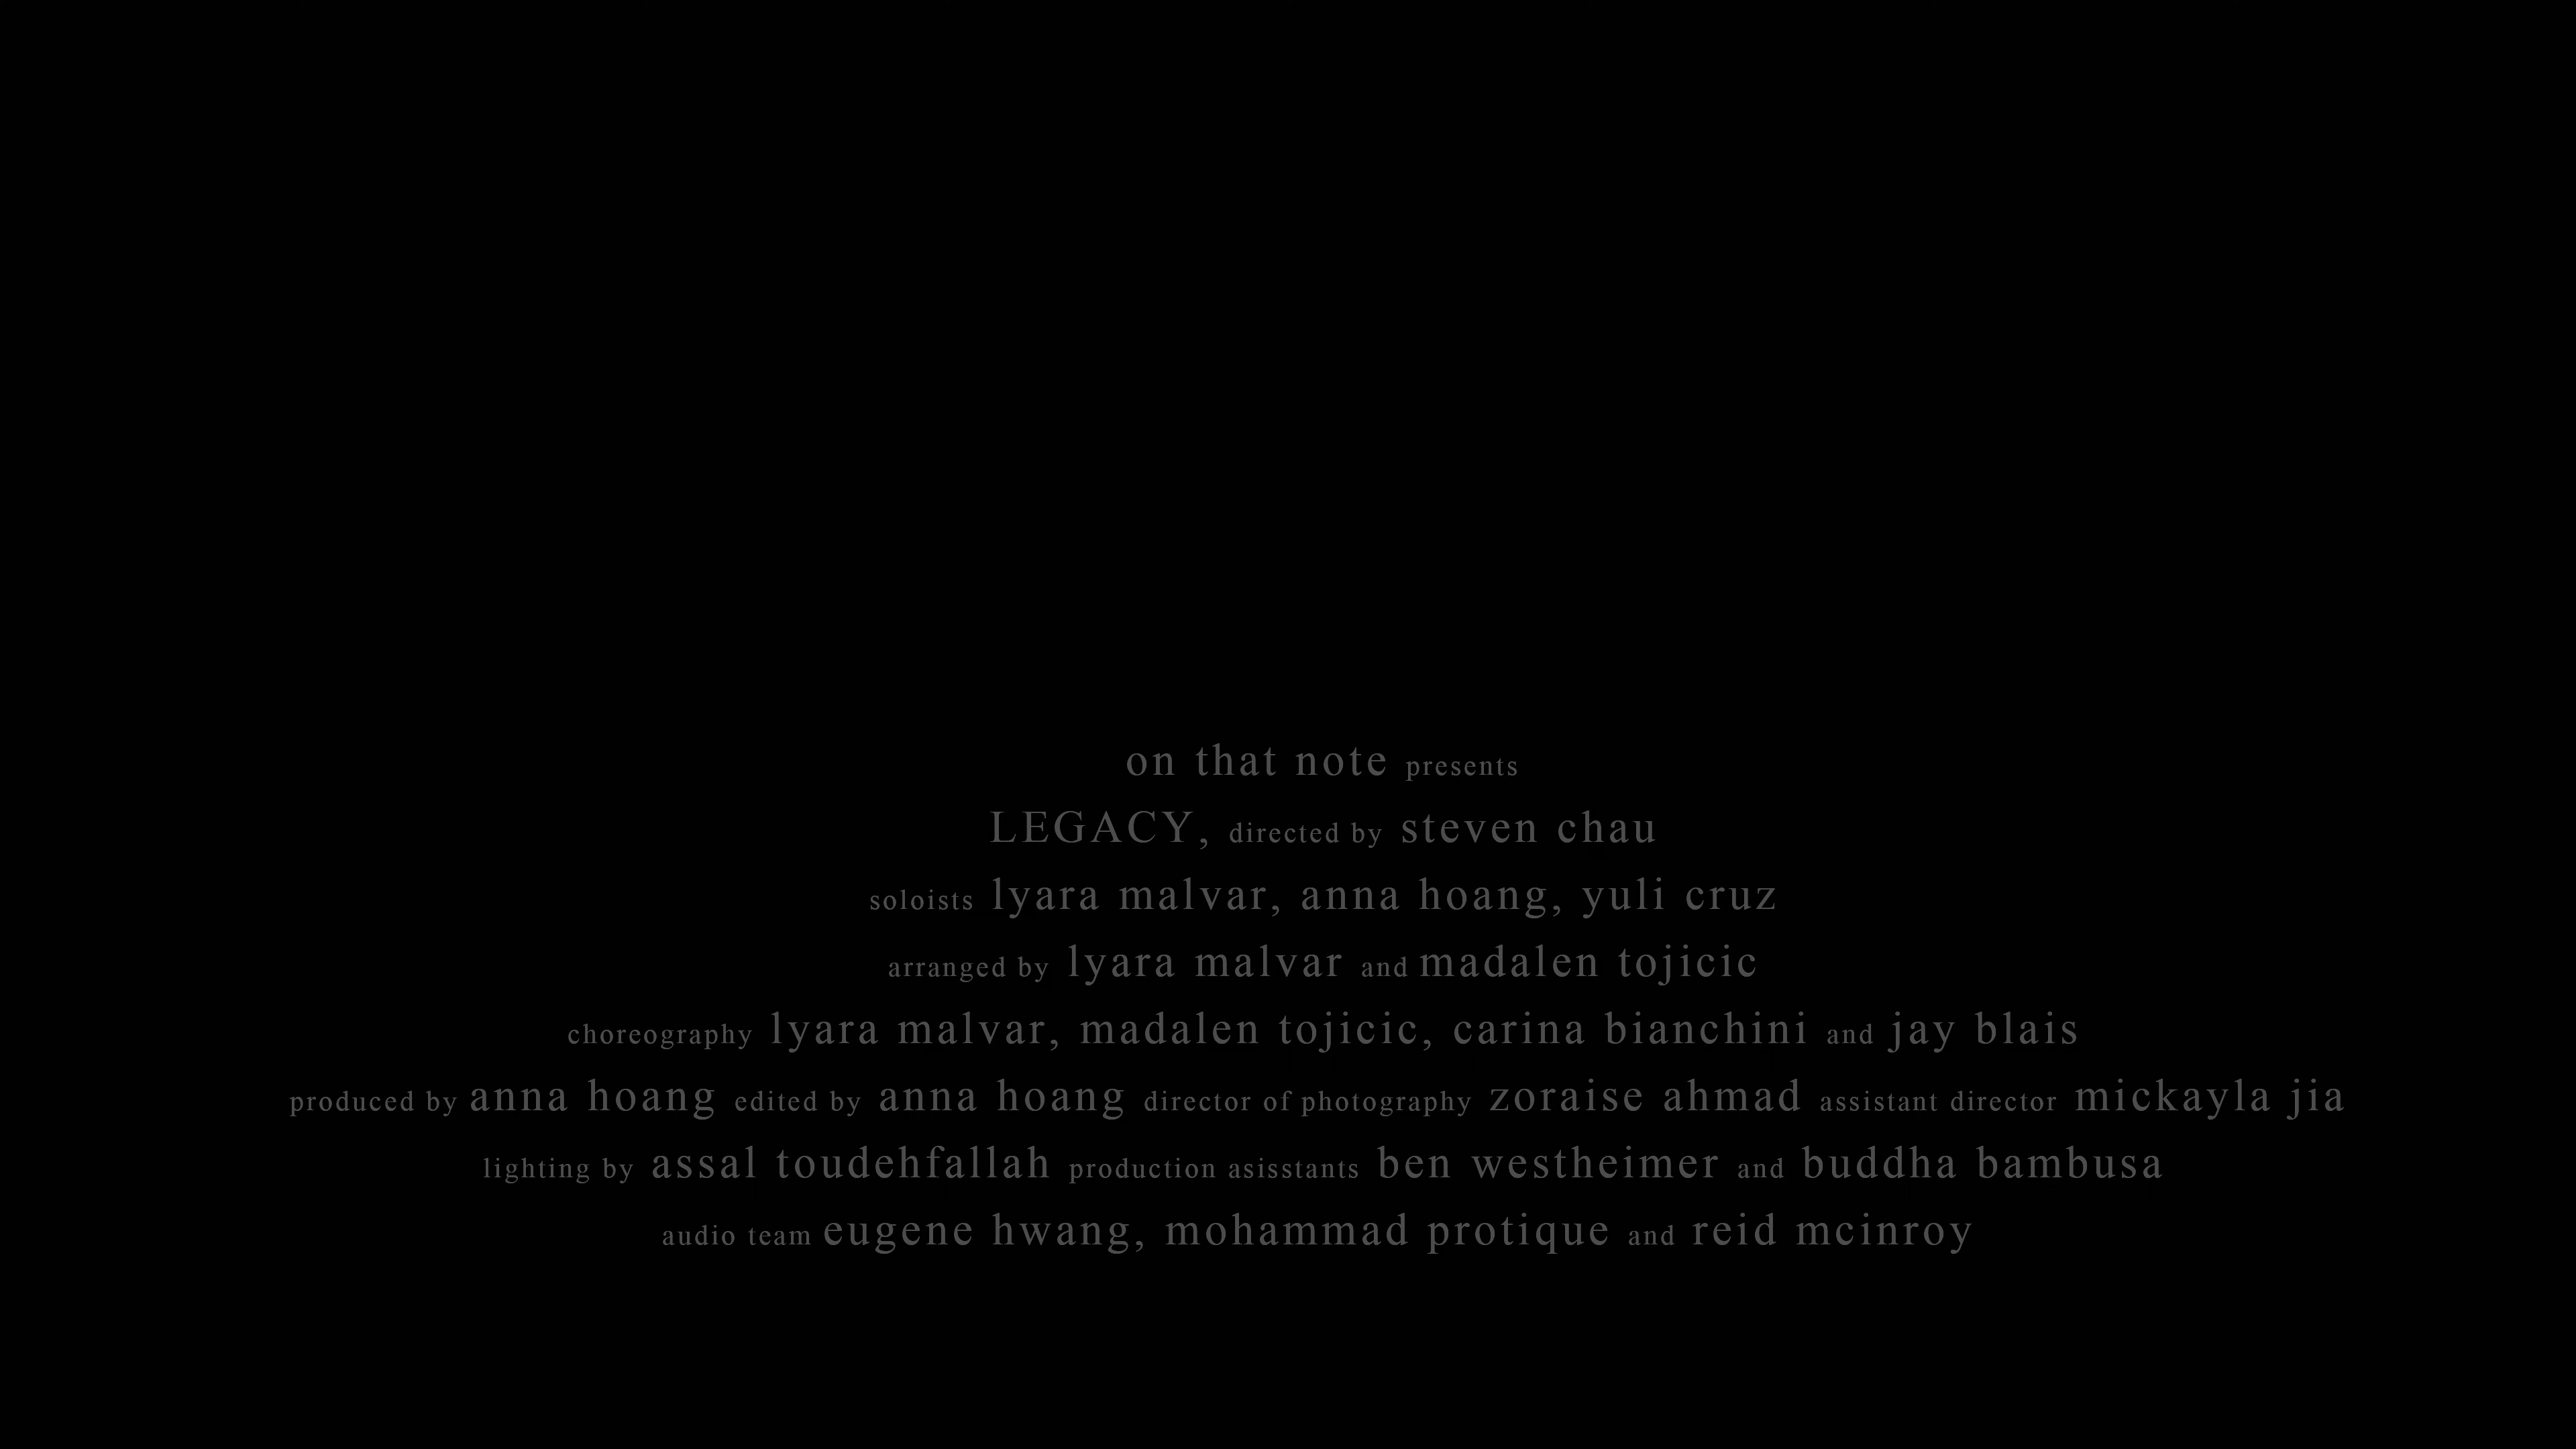 on that note presents
LEGACY, directed by steven chau
soloists lyara malvar, anna hoang, yuli cruz
arranged by lyara malvar and madalen tojicic
choreography lyara malvar, madalen tojicic, carina bianchini and jay blais
produced by anna hoang edited by anna hoang director of photography zoraise ahmad assistant director mickayla jia
lighting by assal toudehfallah production asisstants ben westheimer and buddha bambusa
audio team eugene hwang, mohammad protique and reid mcinroy